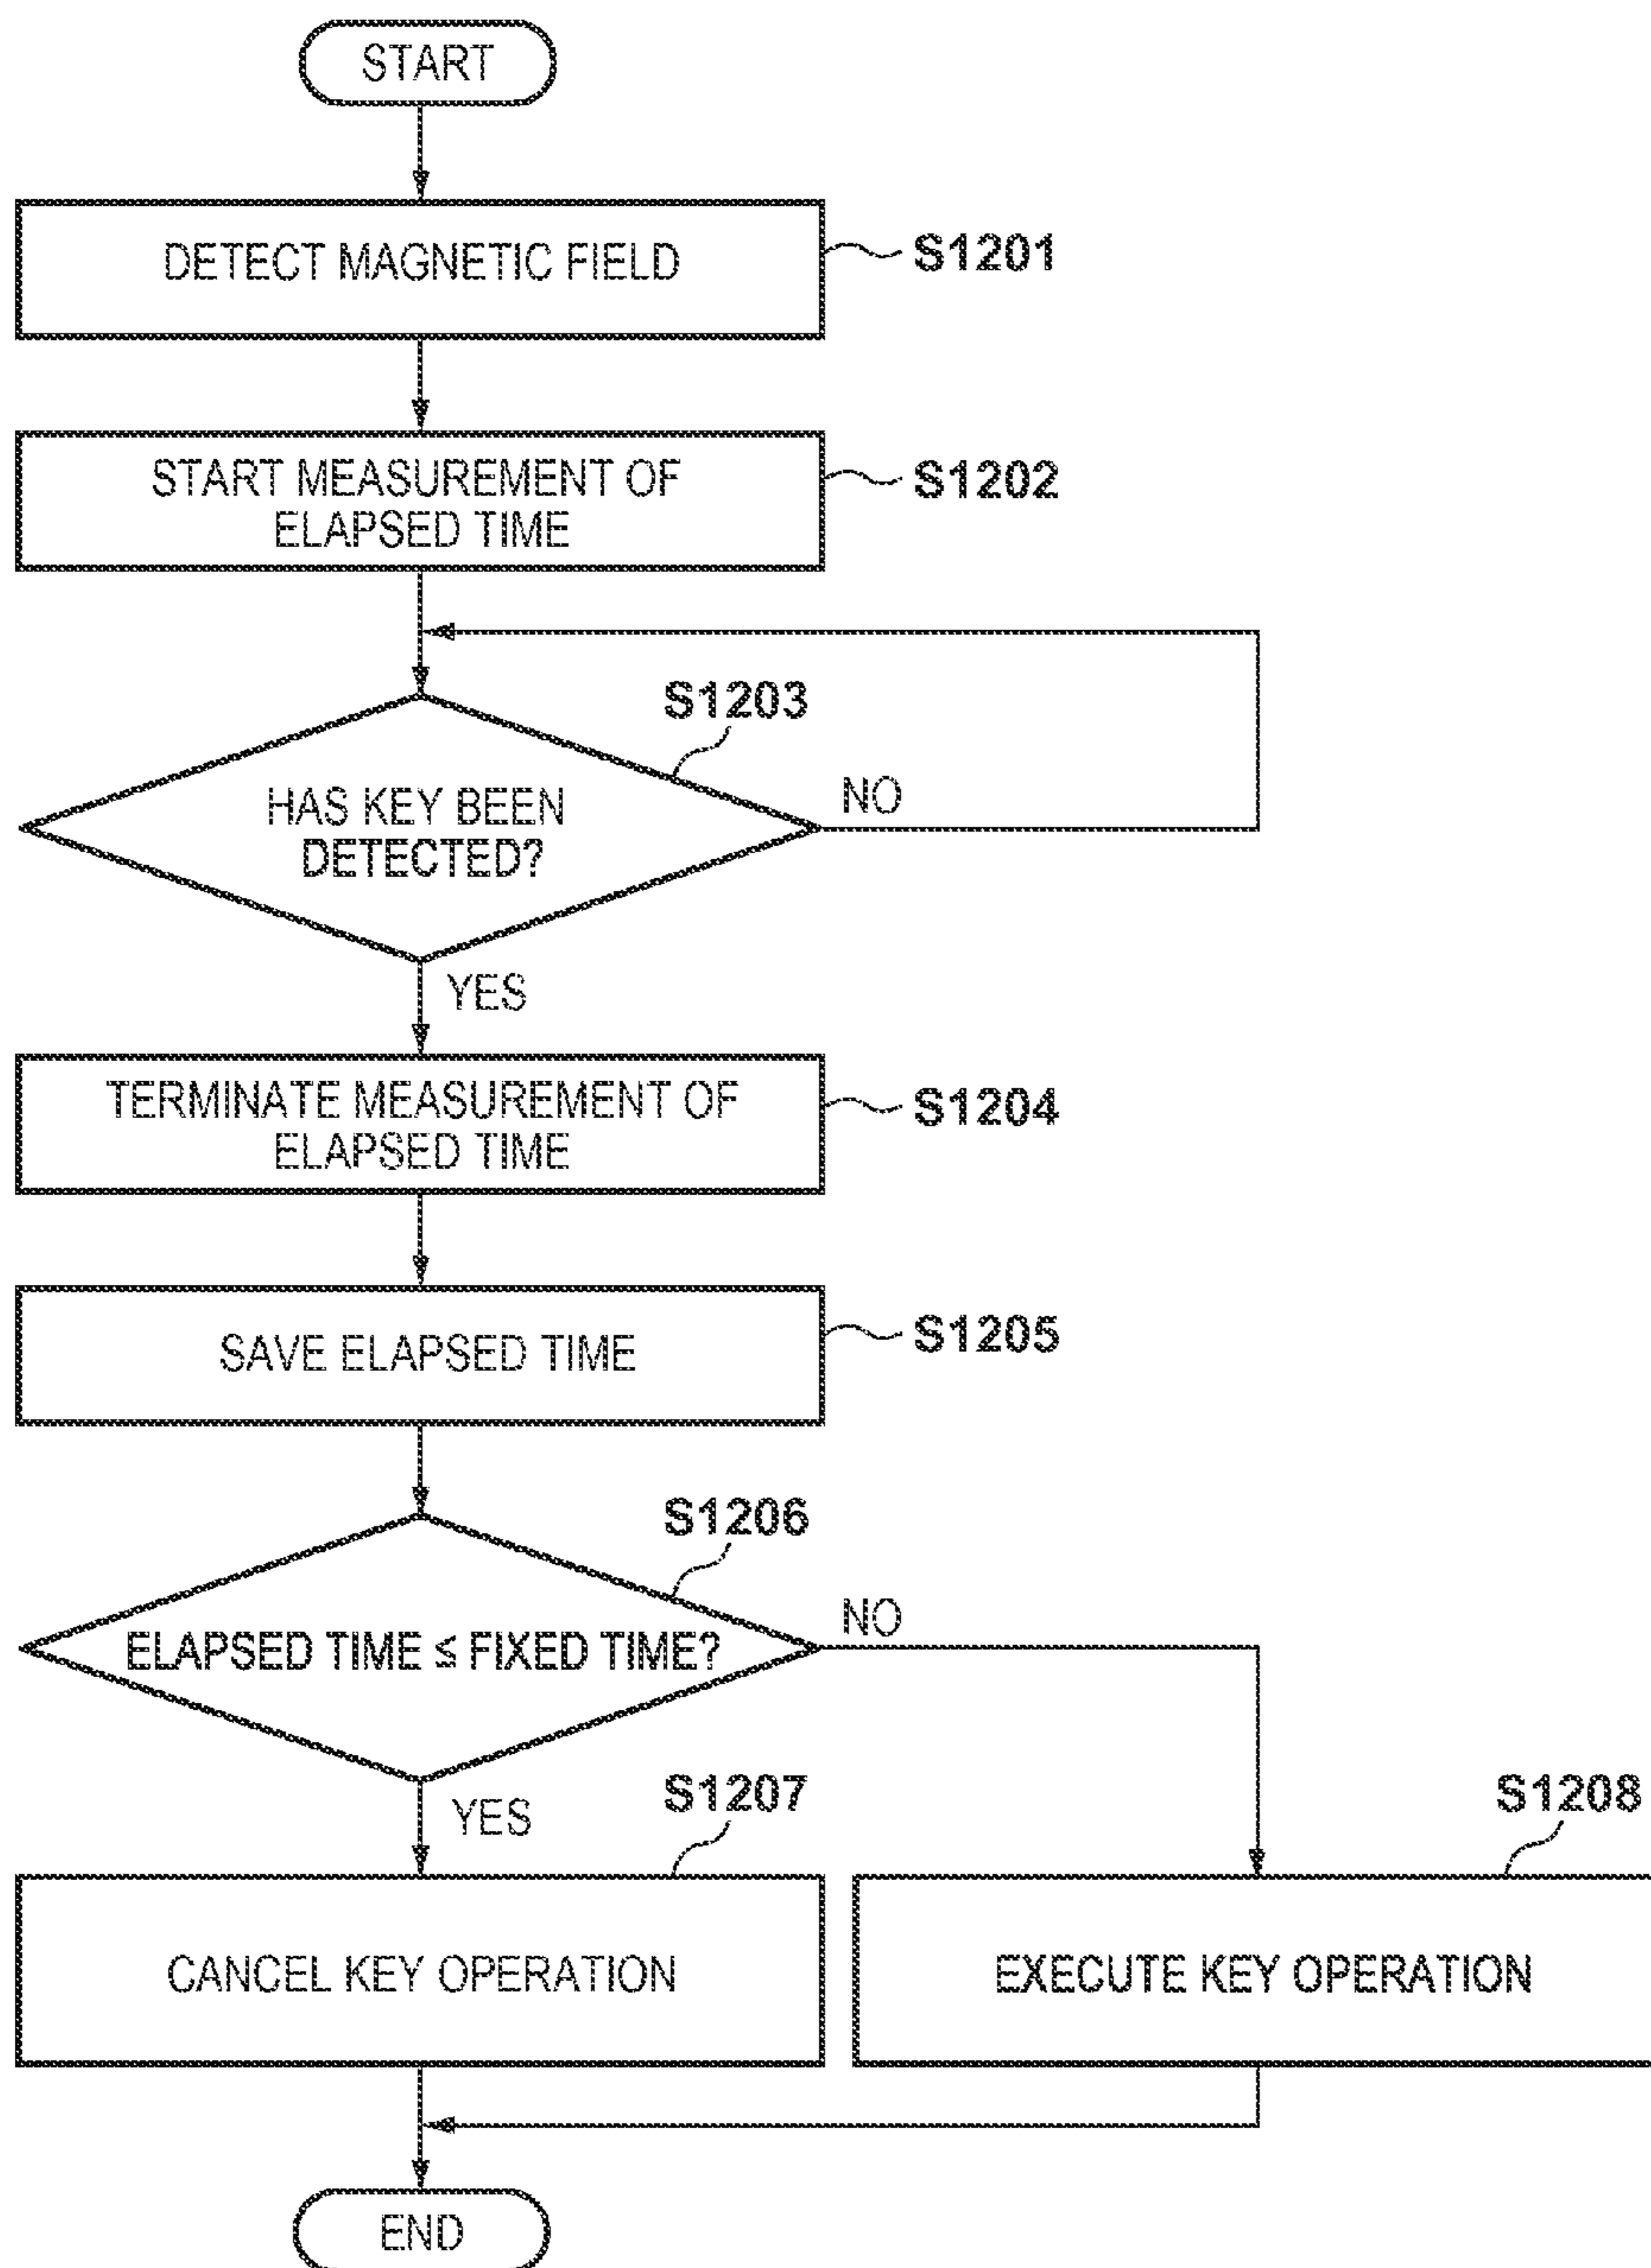 START
DETECT MAGNETIC FIELD
S1201
START MEASUREMENT OF
ELAPSED TIME
S1202
S1203
HAS KEY BEEN
DETECTED?
NO
YES
TERMINATE MEASUREMENT OF
ELAPSED TIME
S1204
SAVE ELAPSED TIME
S1205
S1206
ELAPSED TIME ≤ FIXED TIME?
NO
YES
S1207
S1208
CANCEL KEY OPERATION
EXECUTE KEY OPERATION
END